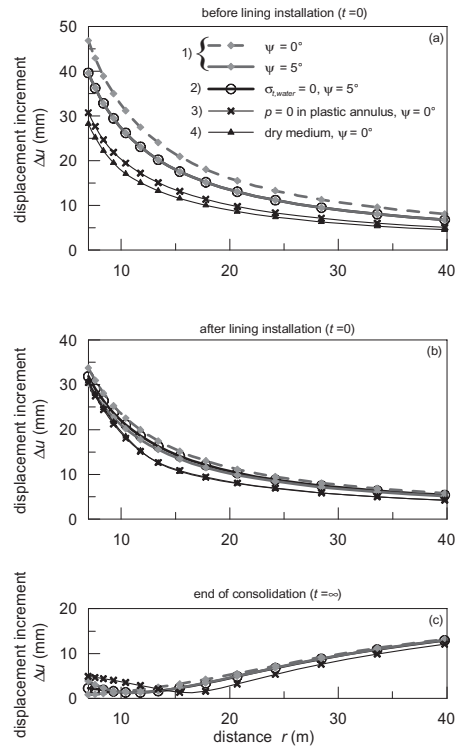 before lining installation (t=0)
(a)
displacement increment
Δu (mm)
50
40
30
20
10
0
1) { ψ = 0°
ψ = 5°
2) σt,water = 0, ψ = 5°
3) p = 0 in plastic annulus, ψ = 0°
4) dry medium, ψ = 0°
10 20 30 40
after lining installation (t=0)
(b)
displacement increment
Δu (mm)
40
30
20
10
0
10 20 30 40
end of consolidation (t=∞)
(c)
displacement increment
Δu (mm)
20
10
0
10 20 30 40
distance r (m)